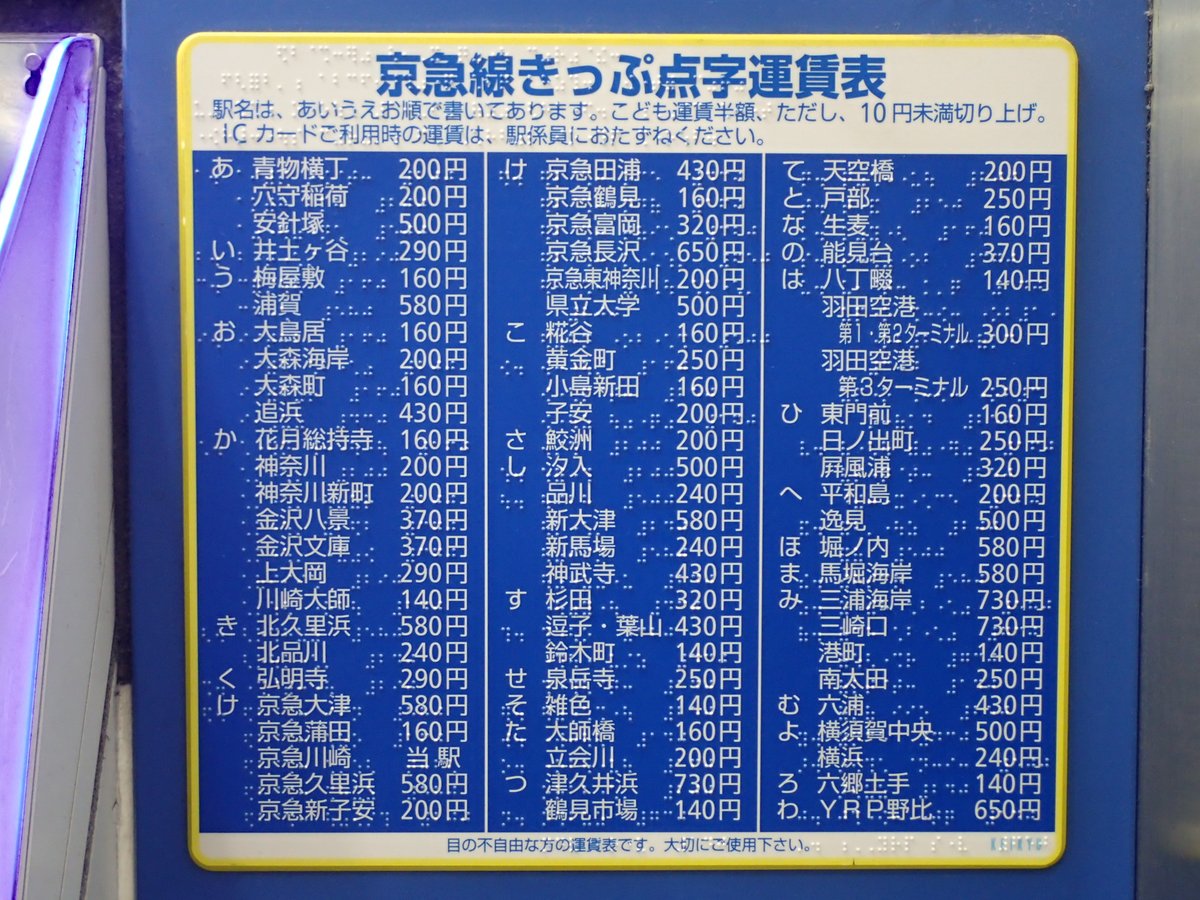 京急線きっぷ点字運賃表
駅名は、あいうえお順で書いてあります。こども運賃半額、ただし、10円未満切り上げ。
ICカードご利用時の運賃は、駅係員におたずねください。
あ 青物横丁 200円
穴守稲荷 200円
安針塚 500円
い 井土ヶ谷 290円
う 梅屋敷 160円
浦賀 580円
お 大鳥居 160円
大森海岸 200円
大森町 160円
追浜 430円
か 花月総持寺 160円
神奈川 200円
神奈川新町 200円
金沢八景 370円
金沢文庫 370円
上大岡 290円
川崎大師 140円
き 北久里浜 580円
北品川 240円
く 弘明寺 290円
け 京急大津 580円
京急蒲田 160円
京急川崎 当駅
京急久里浜 580円
京急新子安 200円
け 京急田浦 430円
京急鶴見 160円
京急富岡 320円
京急長沢 650円
京急東神奈川 200円
県立大学 500円
こ 糀谷 160円
黄金町 250円
小島新田 160円
子安 200円
さ 鮫洲 200円
し 汐入 500円
品川 240円
新大津 580円
新馬場 240円
神武寺 430円
す 杉田 320円
逗子・葉山 430円
鈴木町 140円
せ 泉岳寺 250円
そ 雑色 140円
た 大師橋 160円
立会川 200円
つ 津久井浜 730円
鶴見市場 140円
て 天空橋 200円
と 戸部 250円
な 生麦 160円
の 能見台 370円
は 八丁畷 140円
羽田空港
第1・第2ターミナル 300円
羽田空港
第3ターミナル 250円
ひ 東門前 160円
日ノ出町 250円
屏風浦 320円
へ 平和島 200円
逸見 500円
ほ 堀ノ内 580円
ま 馬堀海岸 580円
み 三浦海岸 730円
三崎口 730円
港町 140円
南太田 250円
む 六浦 430円
よ 横須賀中央 500円
横浜 240円
ろ 六郷土手 140円
わ YRP野比 650円
目の不自由な方の運賃表です。大切にご使用下さい。
KEIKYU